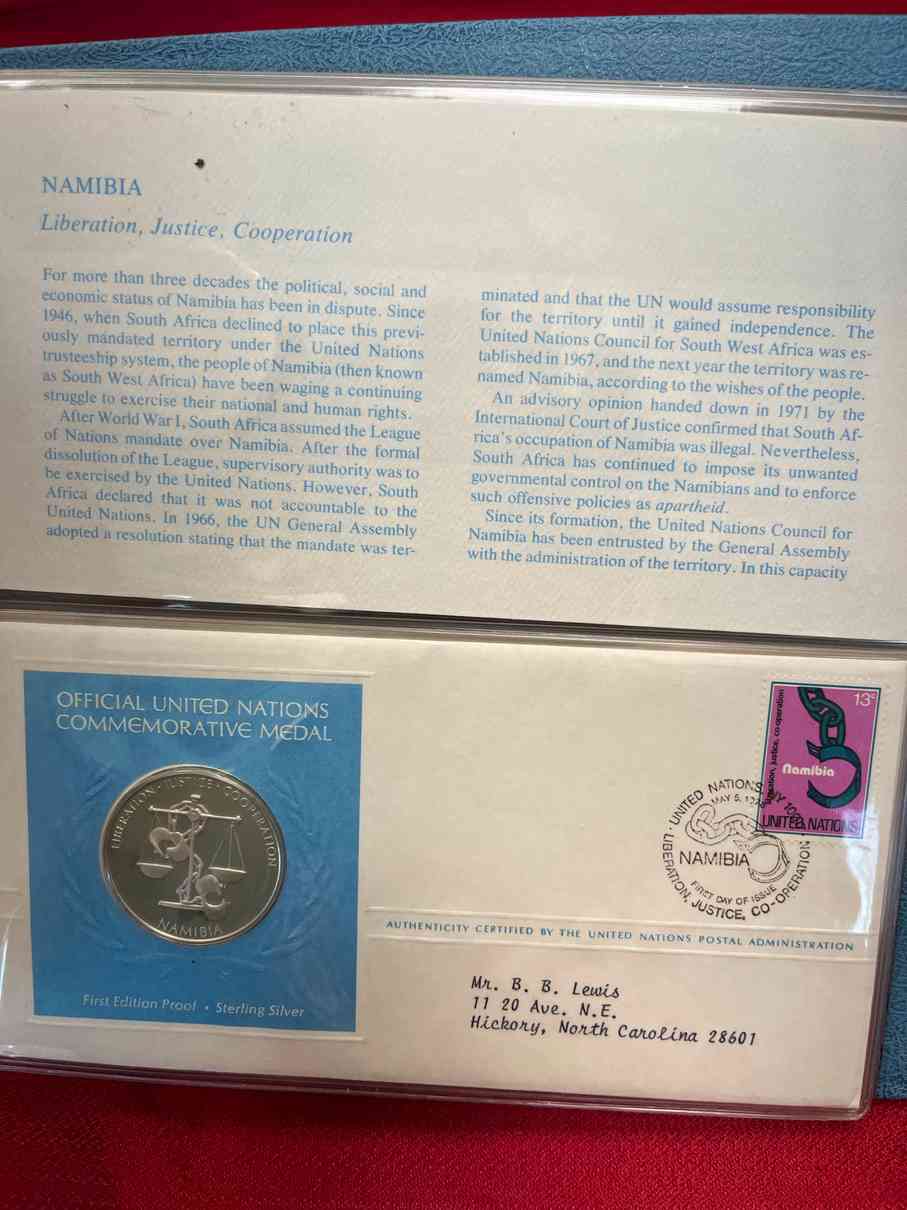 NAMIBIA
Liberation, Justice, Cooperation
For more than three decades the political, social and
economic status of Namibia has been in dispute. Since
1946, when South Africa declined to place this previ-
ously mandated territory under the United Nations
trusteeship system, the people of Namibia (then known
as South West Africa) have been waging a continuing
struggle to exercise their national and human rights.
After World War I, South Africa assumed the League
of Nations mandate over Namibia. After the formal
dissolution of the League, supervisory authority was to
be exercised by the United Nations. However, South
Africa declared that it was not accountable to the
United Nations. In 1966, the UN General Assembly
adopted a resolution stating that the mandate was ter-
minated and that the UN would assume responsibility
for the territory until it gained independence. The
United Nations Council for South West Africa was es-
tablished in 1967, and the next year the territory was re-
named Namibia, according to the wishes of the people.
An advisory opinion handed down in 1971 by the
International Court of Justice confirmed that South Af-
rica's occupation of Namibia was illegal. Nevertheless,
South Africa has continued to impose its unwanted
governmental control on the Namibians and to enforce
such offensive policies as apartheid.
Since its formation, the United Nations Council for
Namibia has been entrusted by the General Assembly
with the administration of the territory. In this capacity
OFFICIAL UNITED NATIONS
COMMEMORATIVE MEDAL
LIBERATION · JUSTICE · COOPERATION
NAMIBIA
First Edition Proof • Sterling Silver
13c
justice, co-operation
Namibia
UNITED NATIONS
· UNITED NATIONS, NY
MAY 5,
NAMIBIA
FIRST DAY OF ISSUE
LIBERATION, JUSTICE, CO-OPERATION ·
AUTHENTICITY CERTIFIED BY THE UNITED NATIONS POSTAL ADMINISTRATION
Mr. B. B. Lewis
11 20 Ave. N.E.
Hickory, North Carolina 28601